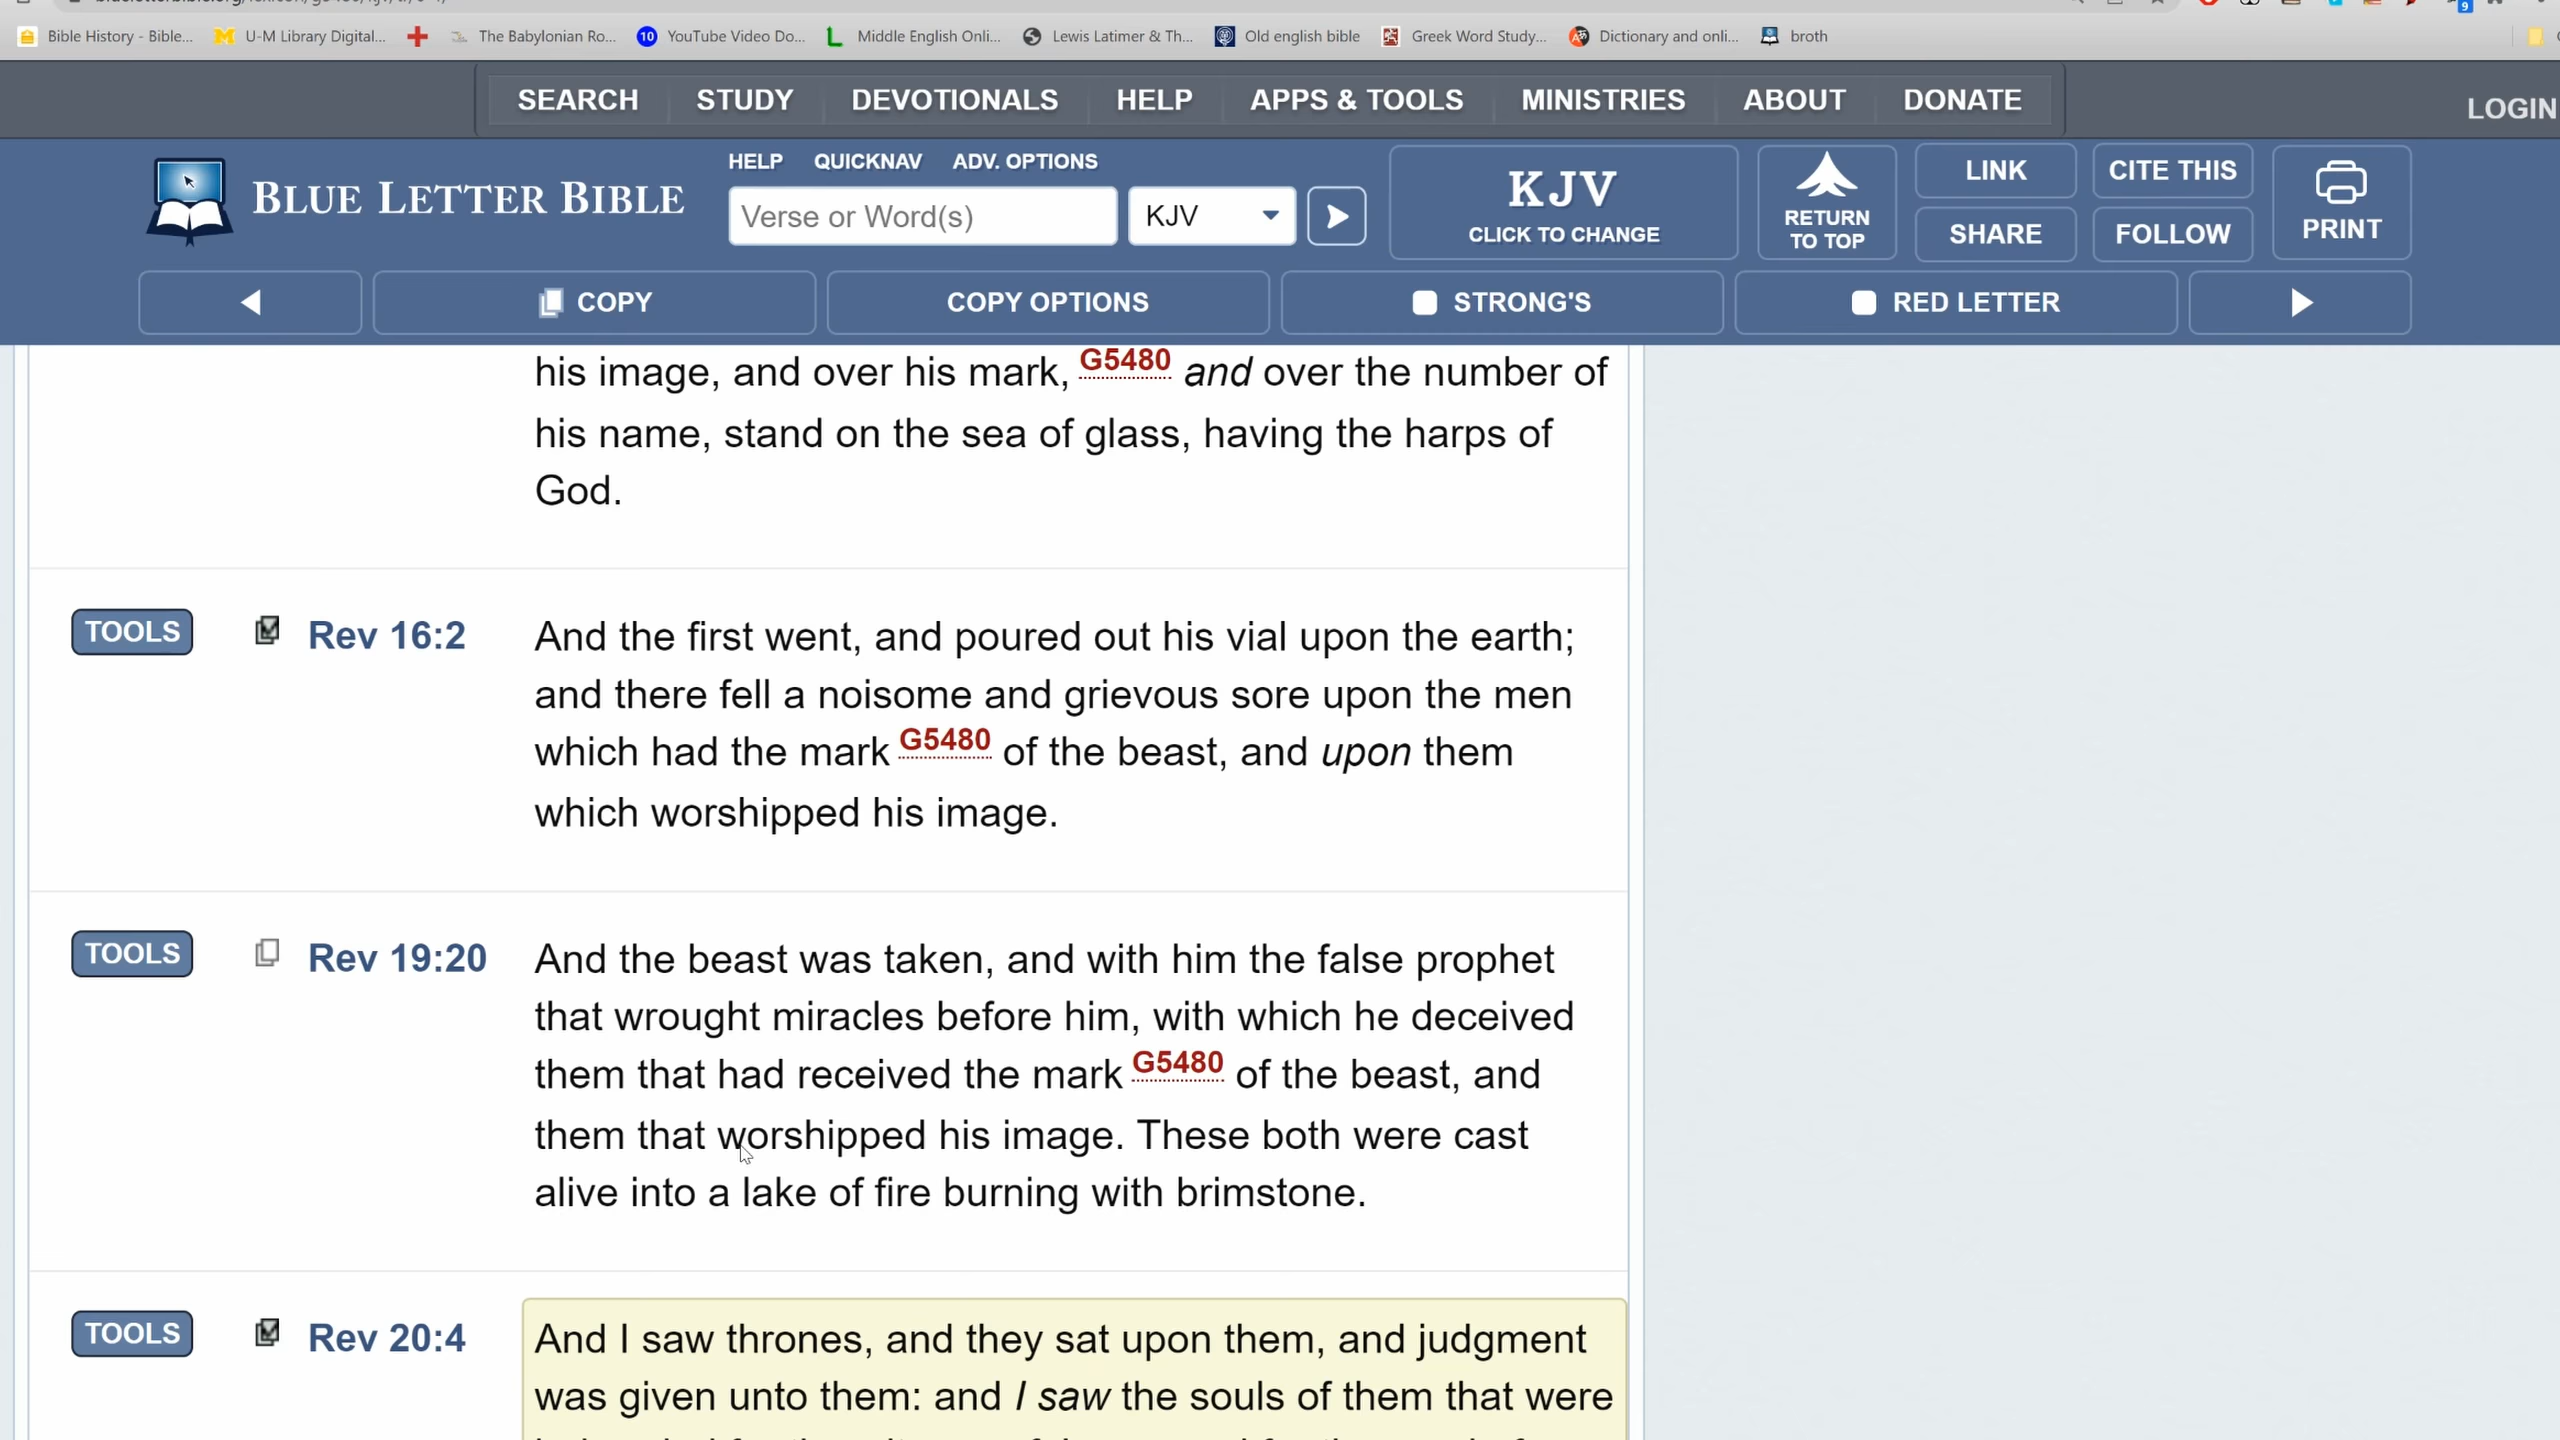 Bible History - Bible... U-M Library Digital... The Babylonian Ro... 10 YouTube Video Do... Middle English Onli... Lewis Latimer & Th... Old english bible Greek Word Study... Dictionary and onli... broth
9
SEARCH STUDY DEVOTIONALS HELP APPS & TOOLS MINISTRIES ABOUT DONATE LOGIN
HELP QUICKNAV ADV. OPTIONS
BLUE LETTER BIBLE
Verse or Word(s) KJV
KJV
CLICK TO CHANGE
RETURN
TO TOP
LINK CITE THIS
SHARE FOLLOW
PRINT
COPY COPY OPTIONS STRONG'S RED LETTER
his image, and over his mark, G5480 and over the number of
his name, stand on the sea of glass, having the harps of
God.
TOOLS Rev 16:2 And the first went, and poured out his vial upon the earth;
and there fell a noisome and grievous sore upon the men
which had the mark G5480 of the beast, and upon them
which worshipped his image.
TOOLS Rev 19:20 And the beast was taken, and with him the false prophet
that wrought miracles before him, with which he deceived
them that had received the mark G5480 of the beast, and
them that worshipped his image. These both were cast
alive into a lake of fire burning with brimstone.
TOOLS Rev 20:4 And I saw thrones, and they sat upon them, and judgment
was given unto them: and I saw the souls of them that were